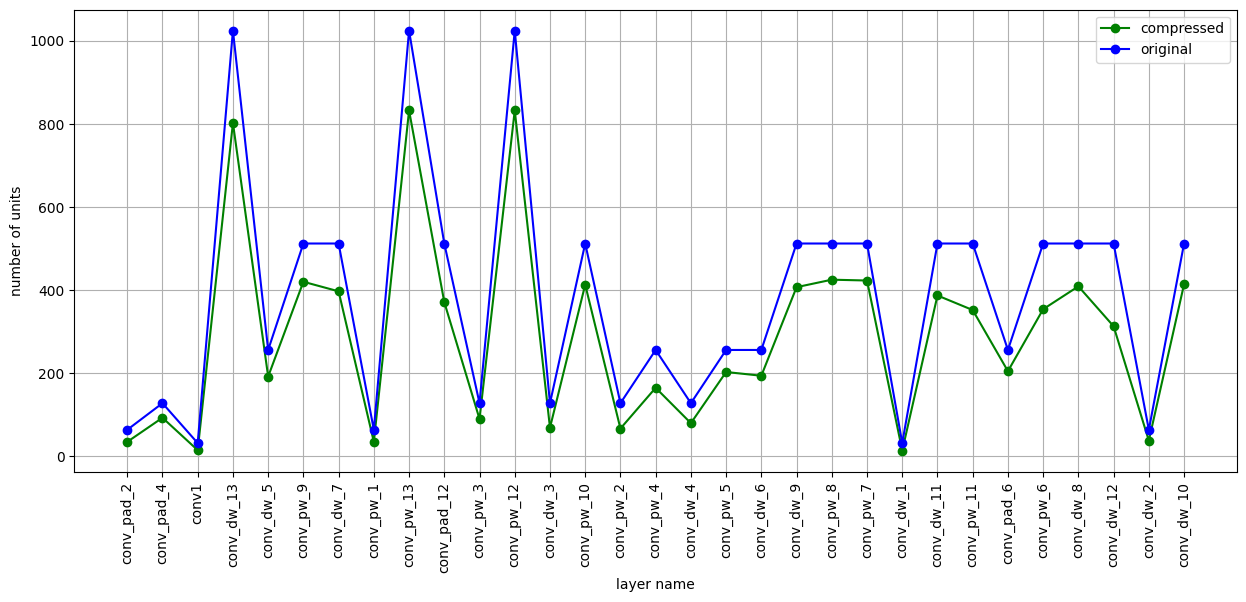 compressed
original
1000
800
600
400
200
0
number of units
conv_pad_2
conv_pad_4
conv1
conv_dw_13
conv_dw_5
conv_pw_9
conv_dw_7
conv_pw_1
conv_pw_13
conv_pad_12
conv_pw_3
conv_pw_12
conv_dw_3
conv_pw_10
conv_pw_2
conv_pw_4
conv_dw_4
conv_pw_5
conv_dw_6
conv_dw_9
conv_pw_8
conv_pw_7
conv_dw_1
conv_dw_11
conv_pw_11
conv_pad_6
conv_pw_6
conv_dw_8
conv_dw_12
conv_dw_2
conv_dw_10
layer name